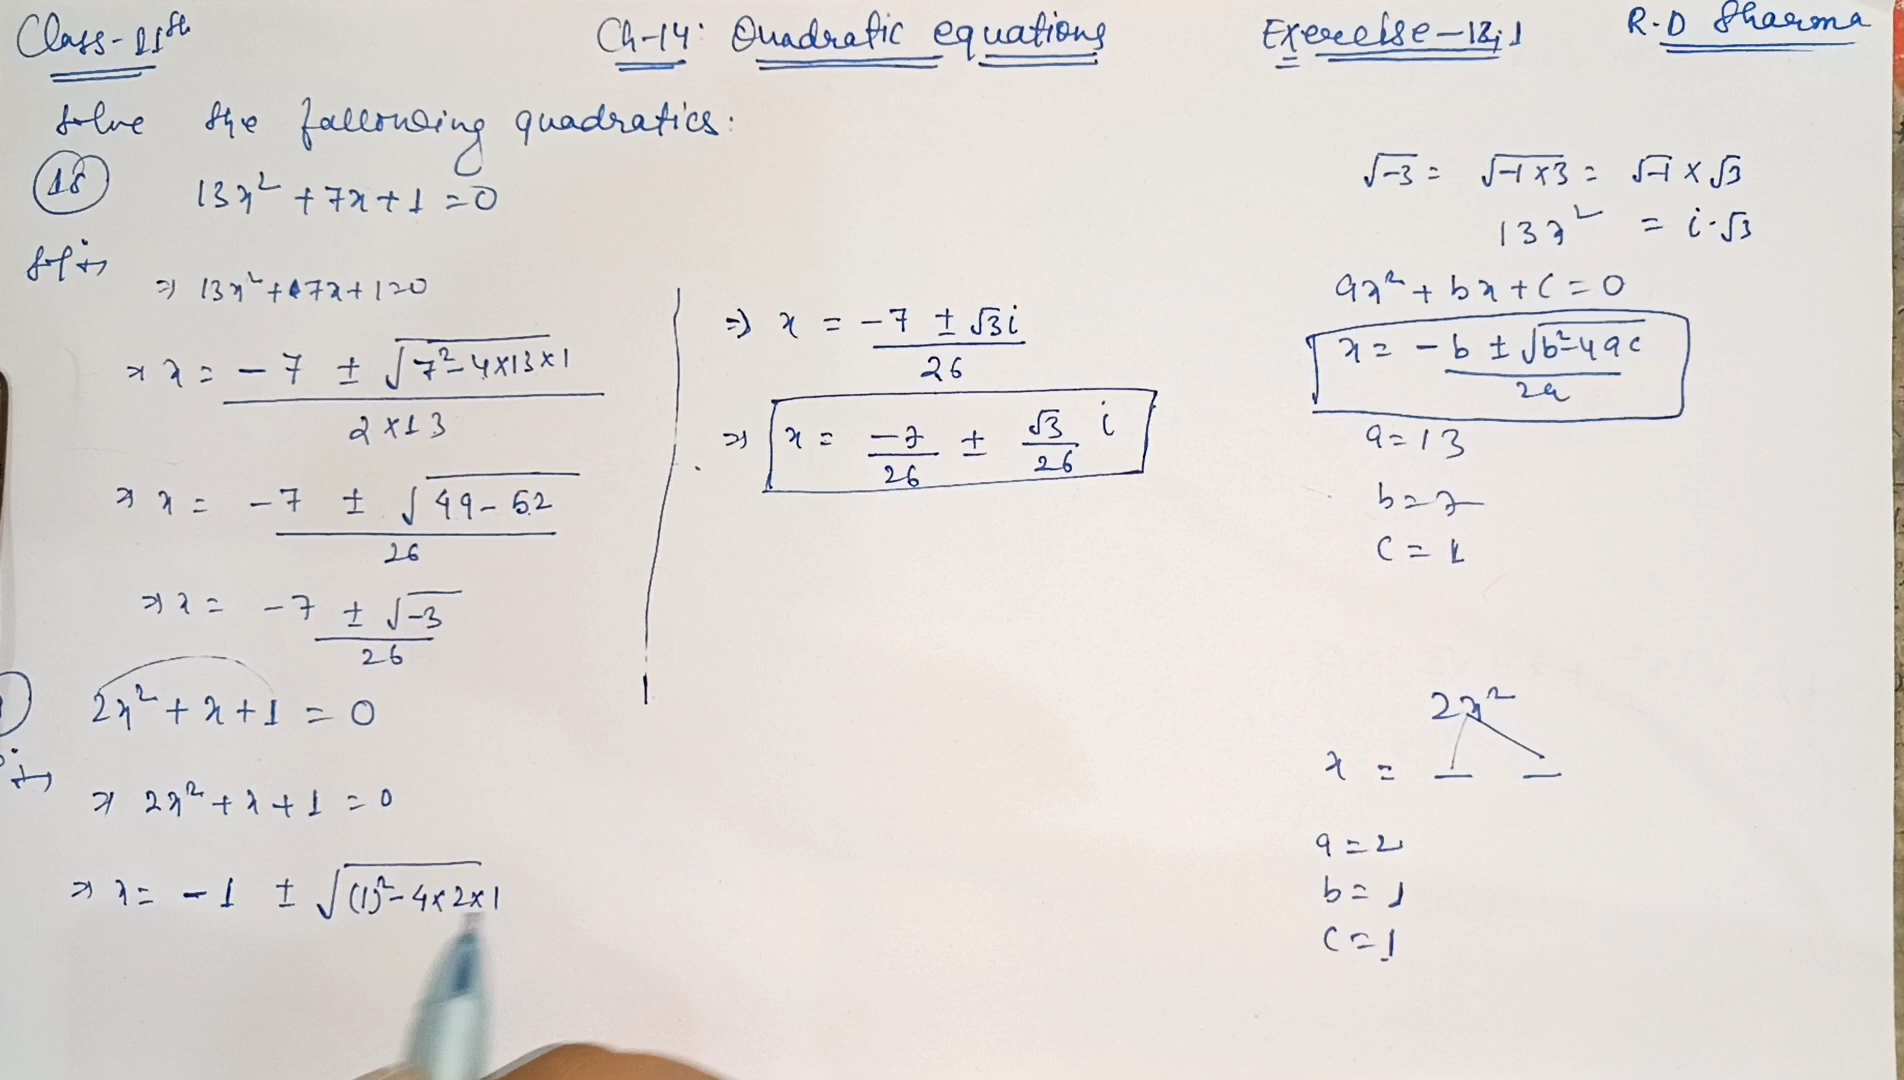 Class-11th Ch-14: Quadratic equations Exercise-13.1 R.D Sharma
Solve the following quadratics:
(18) 13x² + 7x + 1 = 0
Solⁿ
⇒ 13x² + 7x + 1 = 0
⇒ x = -7 ± √(7² - 4×13×1) / 2×13
⇒ x = -7 ± √(49 - 52) / 26
⇒ x = -7 ± √-3 / 26
⇒ x = -7 ± √3i / 26
⇒ x = -7/26 ± √3/26 i
√-3 = √(-1×3) = √-1 × √3
13x² = i·√3
ax² + bx + c = 0
x = -b ± √(b² - 4ac) / 2a
a = 13
b = 7
c = 1
2x² + x + 1 = 0
⇒ 2x² + x + 1 = 0
⇒ x = -1 ± √((1)² - 4×2×1
2x²
x =
a = 2
b = 1
c = 1